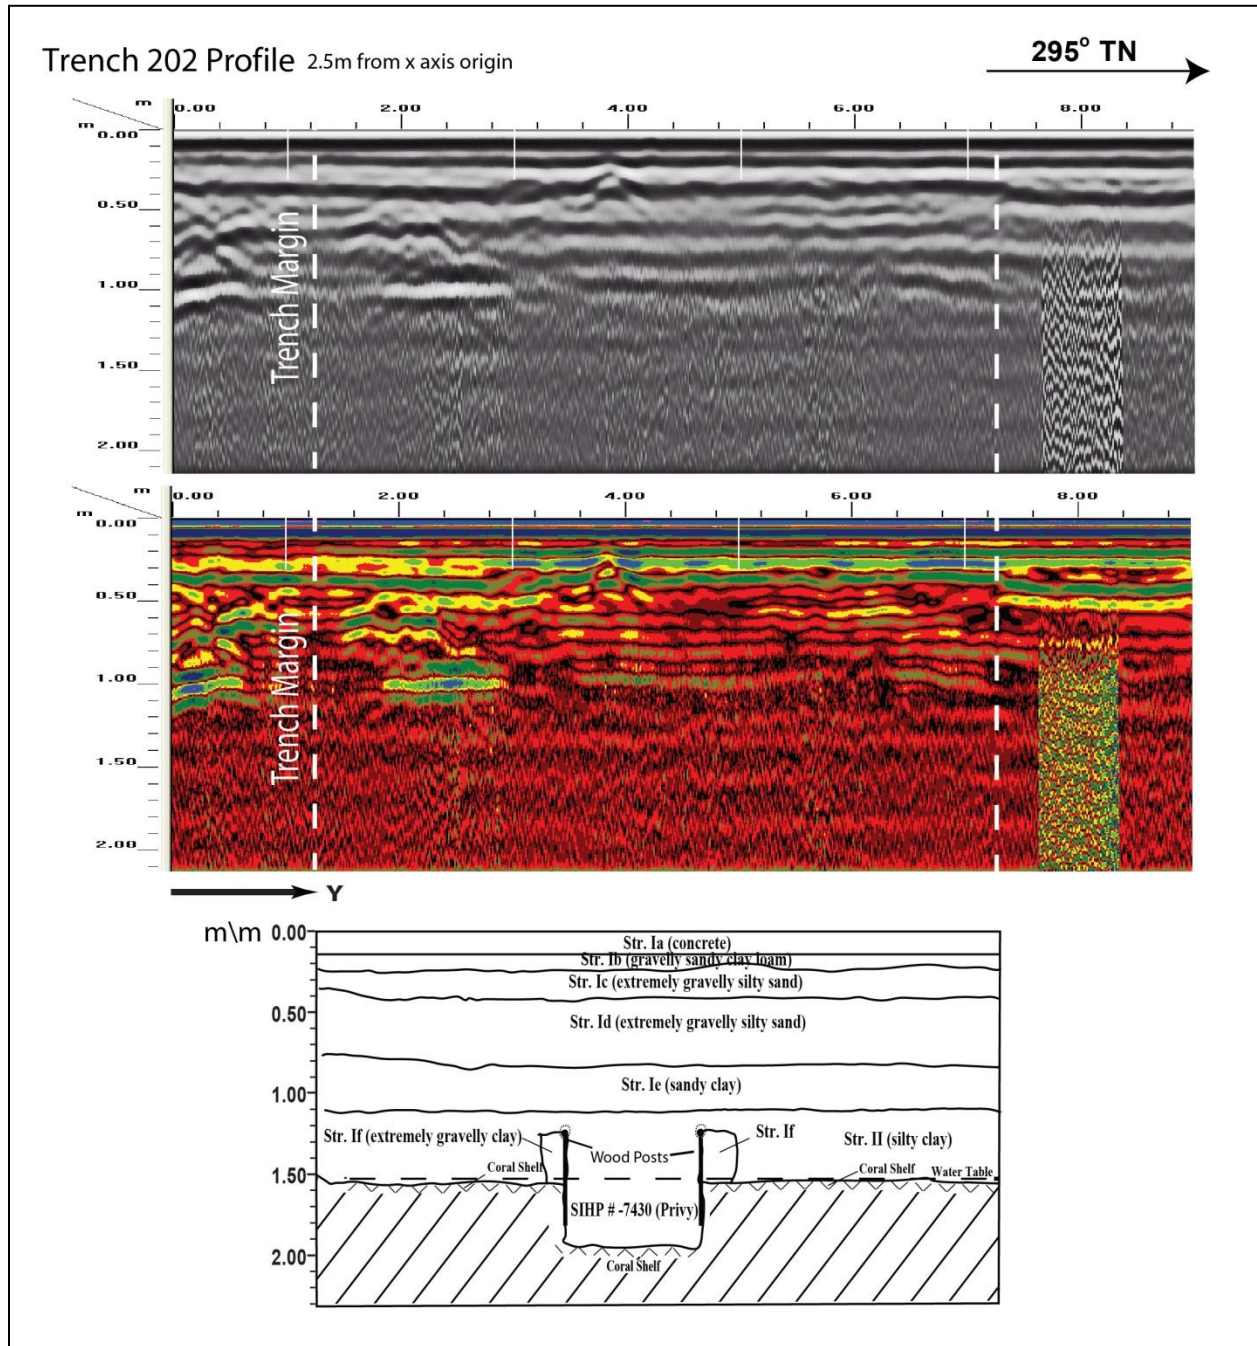 Trench 202 Profile 2.5m from x axis origin
295° TN
m 0.00 2.00 4.00 6.00 8.00
m 0.00
0.50
1.00
1.50
2.00
Trench Margin
m 0.00 2.00 4.00 6.00 8.00
m 0.00
0.50
1.00
1.50
2.00
Trench Margin
Y
m\m 0.00
Str. Ia (concrete)
Str. Ib (gravelly sandy clay loam)
Str. Ic (extremely gravelly silty sand)
0.50
Str. Id (extremely gravelly silty sand)
Str. Ie (sandy clay)
1.00
Str. If (extremely gravelly clay)
Str. If
Str. II (silty clay)
Wood Posts
1.50
Coral Shelf
Coral Shelf
Water Table
SIHP # -7430 (Privy)
2.00
Coral Shelf